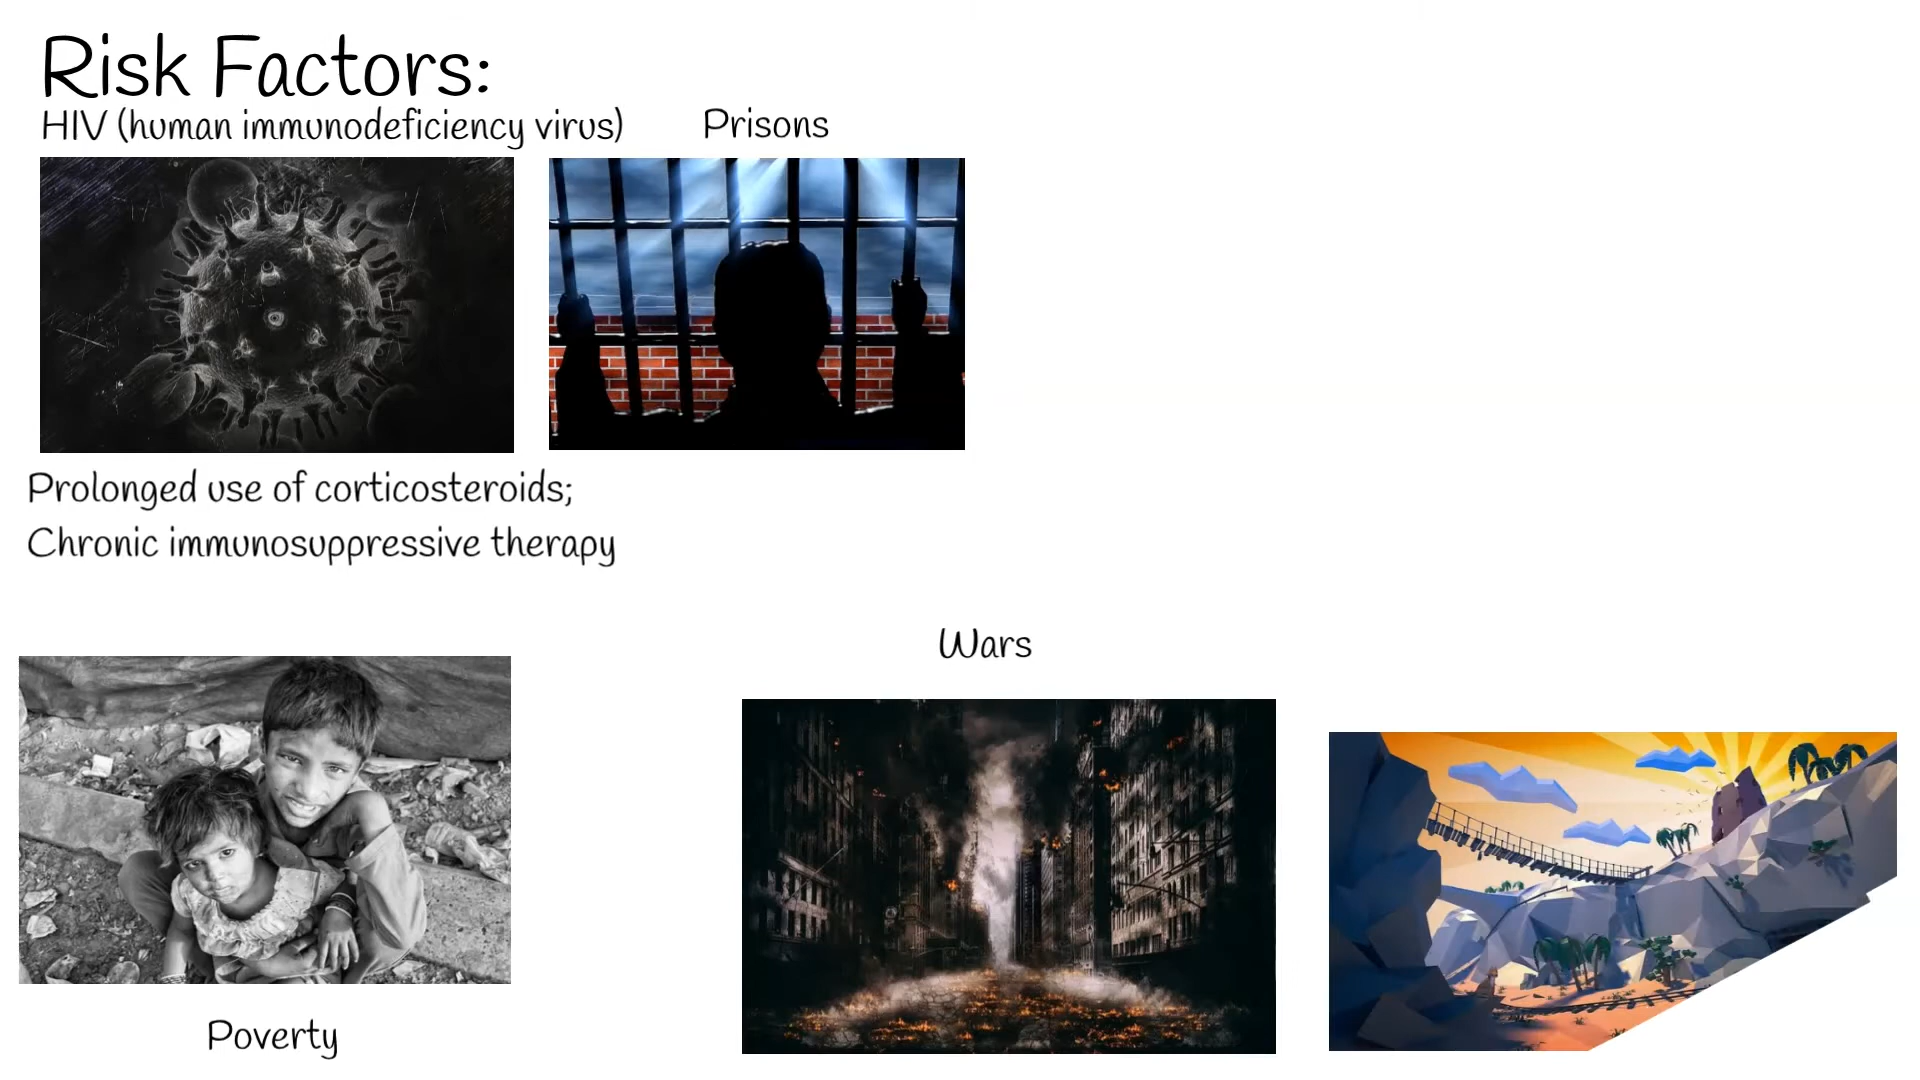 Risk Factors:
HIV (human immunodeficiency virus)
Prisons
Prolonged use of corticosteroids;
Chronic immunosuppressive therapy
Wars
Poverty